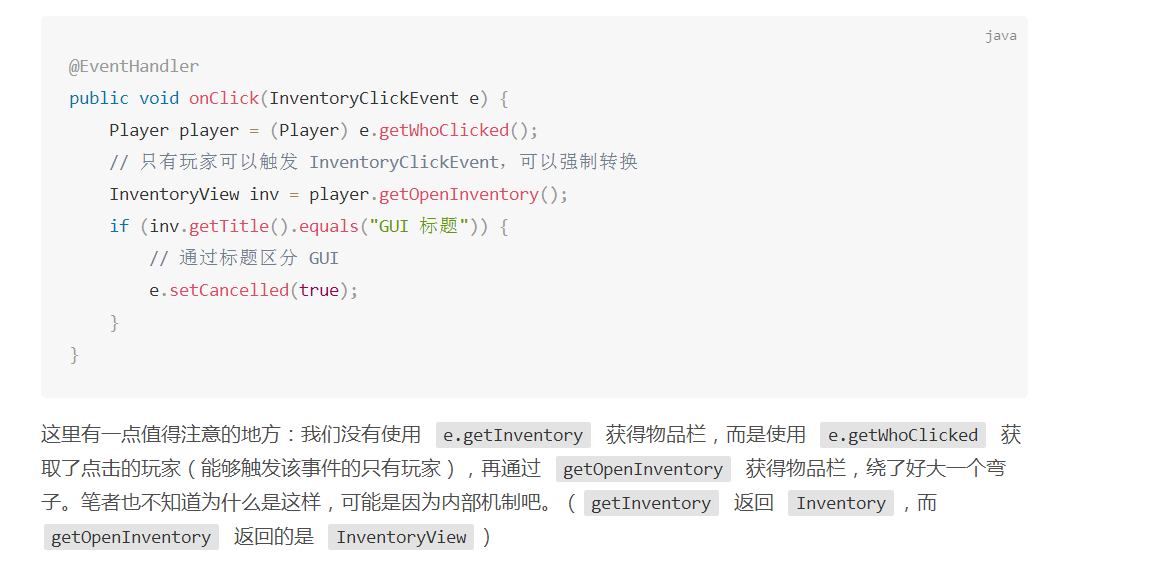 java
@EventHandler
public void onClick(InventoryClickEvent e) {
    Player player = (Player) e.getWhoClicked();
    // 只有玩家可以触发 InventoryClickEvent，可以强制转换
    InventoryView inv = player.getOpenInventory();
    if (inv.getTitle().equals("GUI 标题")) {
        // 通过标题区分 GUI
        e.setCancelled(true);
    }
}
这里有一点值得注意的地方：我们没有使用 e.getInventory 获得物品栏，而是使用 e.getWhoClicked 获
取了点击的玩家（能够触发该事件的只有玩家），再通过 getOpenInventory 获得物品栏，绕了好大一个弯
子。笔者也不知道为什么是这样，可能是因为内部机制吧。（ getInventory 返回 Inventory ，而
getOpenInventory 返回的是 InventoryView ）